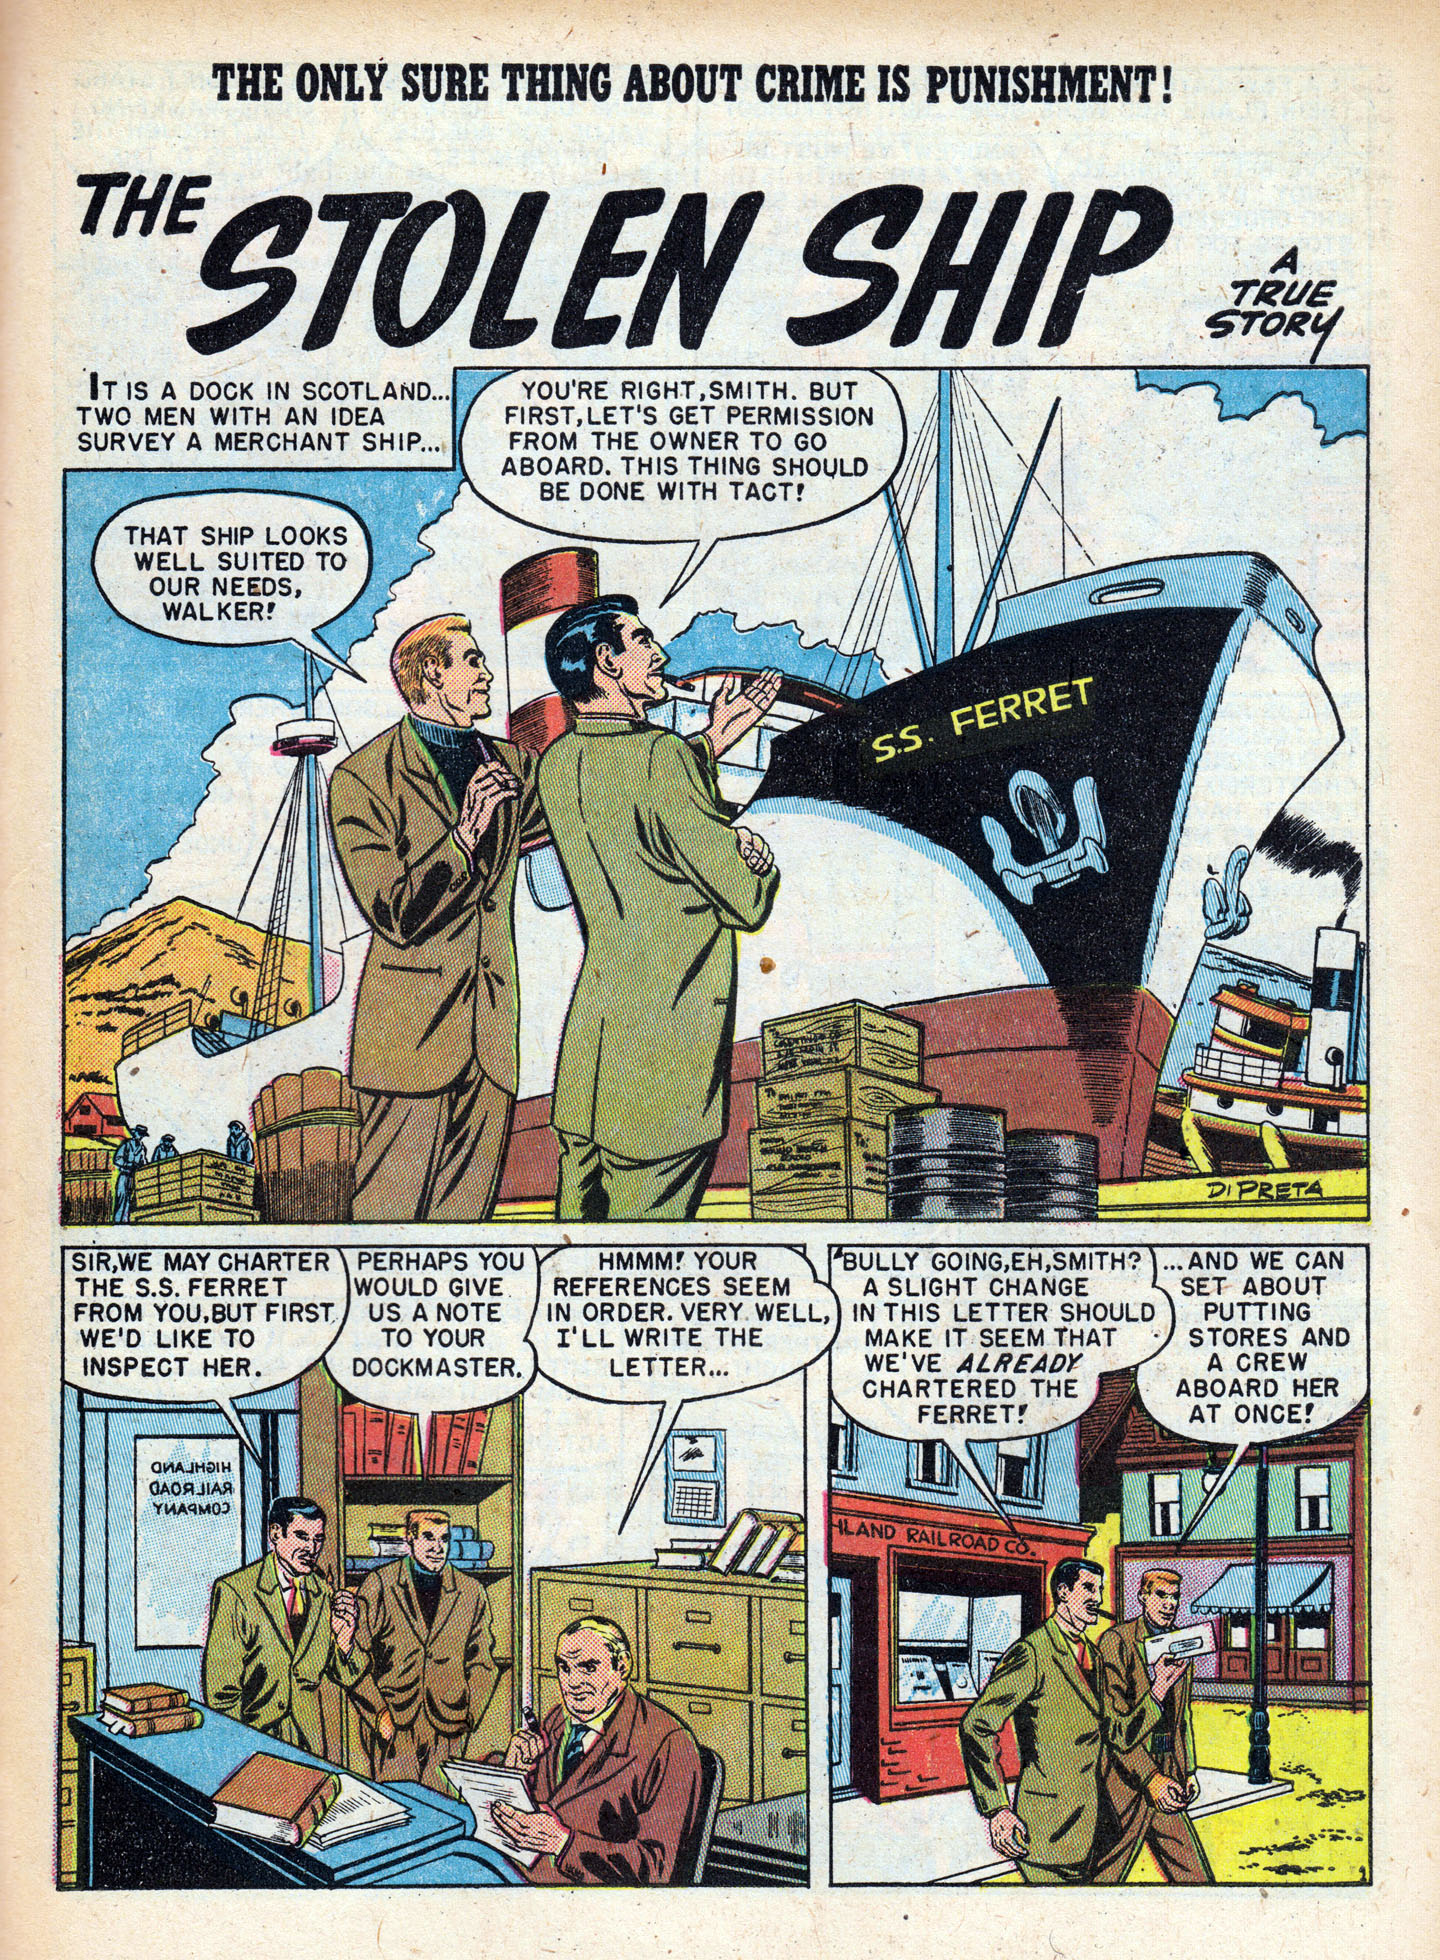 THE ONLY SURE THING ABOUT CRIME IS PUNISHMENT!
THE STOLEN SHIP
A
TRUE
STORY
IT IS A DOCK IN SCOTLAND...
TWO MEN WITH AN IDEA
SURVEY A MERCHANT SHIP...
THAT SHIP LOOKS
WELL SUITED TO
OUR NEEDS,
WALKER!
YOU'RE RIGHT, SMITH. BUT
FIRST, LET'S GET PERMISSION
FROM THE OWNER TO GO
ABOARD. THIS THING SHOULD
BE DONE WITH TACT!
S.S. FERRET
DI PRETA
SIR, WE MAY CHARTER
THE S.S. FERRET
FROM YOU, BUT FIRST
WE'D LIKE TO
INSPECT HER.
PERHAPS YOU
WOULD GIVE
US A NOTE
TO YOUR
DOCKMASTER.
HMMM! YOUR
REFERENCES SEEM
IN ORDER. VERY WELL,
I'LL WRITE THE
LETTER...
HIGHLAND
RAILROAD
COMPANY
BULLY GOING, EH, SMITH?
A SLIGHT CHANGE
IN THIS LETTER SHOULD
MAKE IT SEEM THAT
WE'VE ALREADY
CHARTERED THE
FERRET!
...AND WE CAN
SET ABOUT
PUTTING
STORES AND
A CREW
ABOARD HER
AT ONCE!
HLAND RAILROAD CO.
1